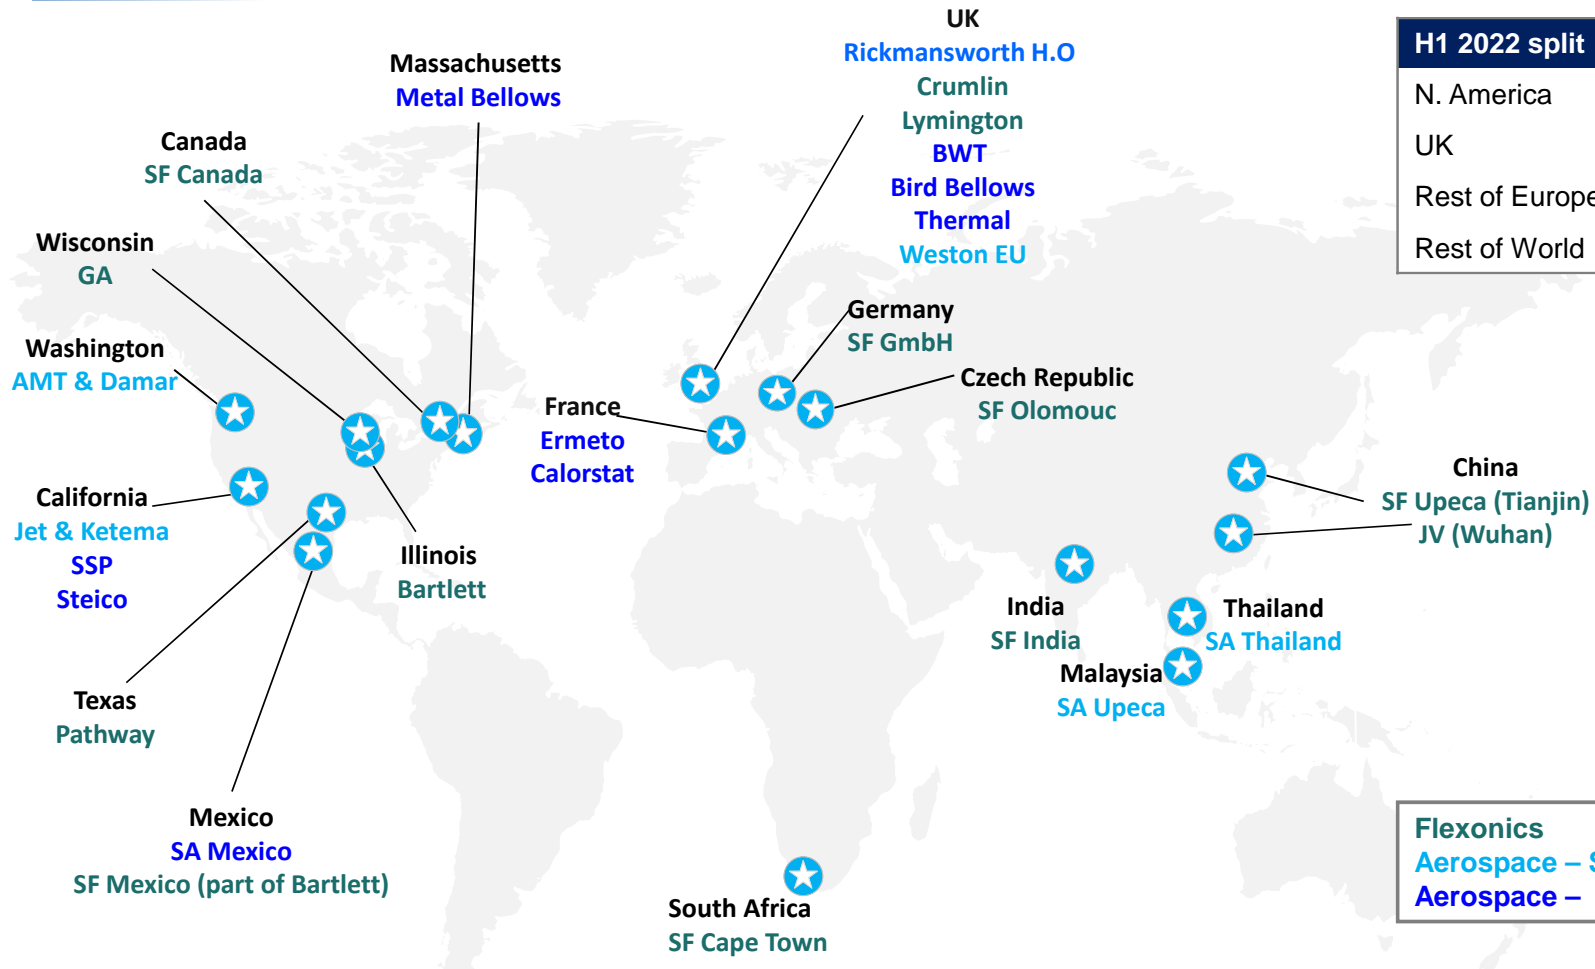 UK
Rickmansworth H.O
Crumlin
Lymington
BWT
Bird Bellows
Thermal
Weston EU
H1 2022 split
N. America
UK
Rest of Europe
Rest of World
Massachusetts
Metal Bellows
Canada
SF Canada
Wisconsin
GA
Washington
AMT & Damar
Germany
SF GmbH
Czech Republic
SF Olomouc
France
Ermeto
Calorstat
California
Jet & Ketema
SSP
Steico
Illinois
Bartlett
China
SF Upeca (Tianjin)
JV (Wuhan)
India
SF India
Thailand
SA Thailand
Malaysia
SA Upeca
Texas
Pathway
Mexico
SA Mexico
SF Mexico (part of Bartlett)
South Africa
SF Cape Town
Flexonics
Aerospace – S
Aerospace –